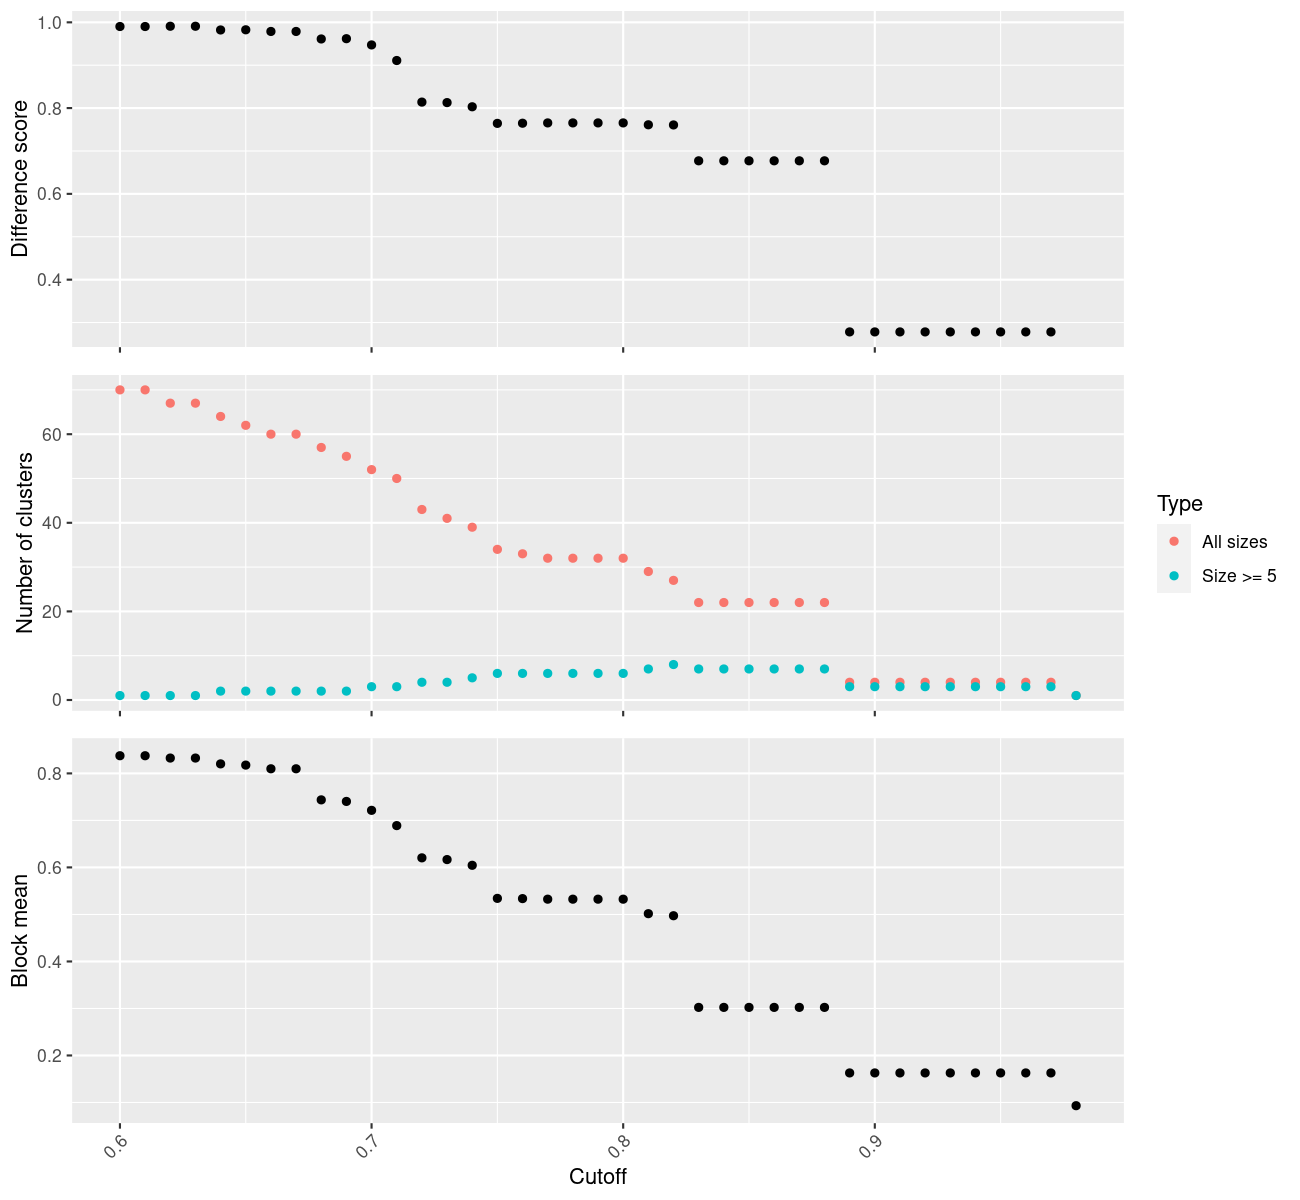 Difference score
1.0
0.8
0.6
0.4
Number of clusters
60
40
20
0
Type
All sizes
Size >= 5
Block mean
0.8
0.6
0.4
0.2
0.6
0.7
0.8
0.9
Cutoff